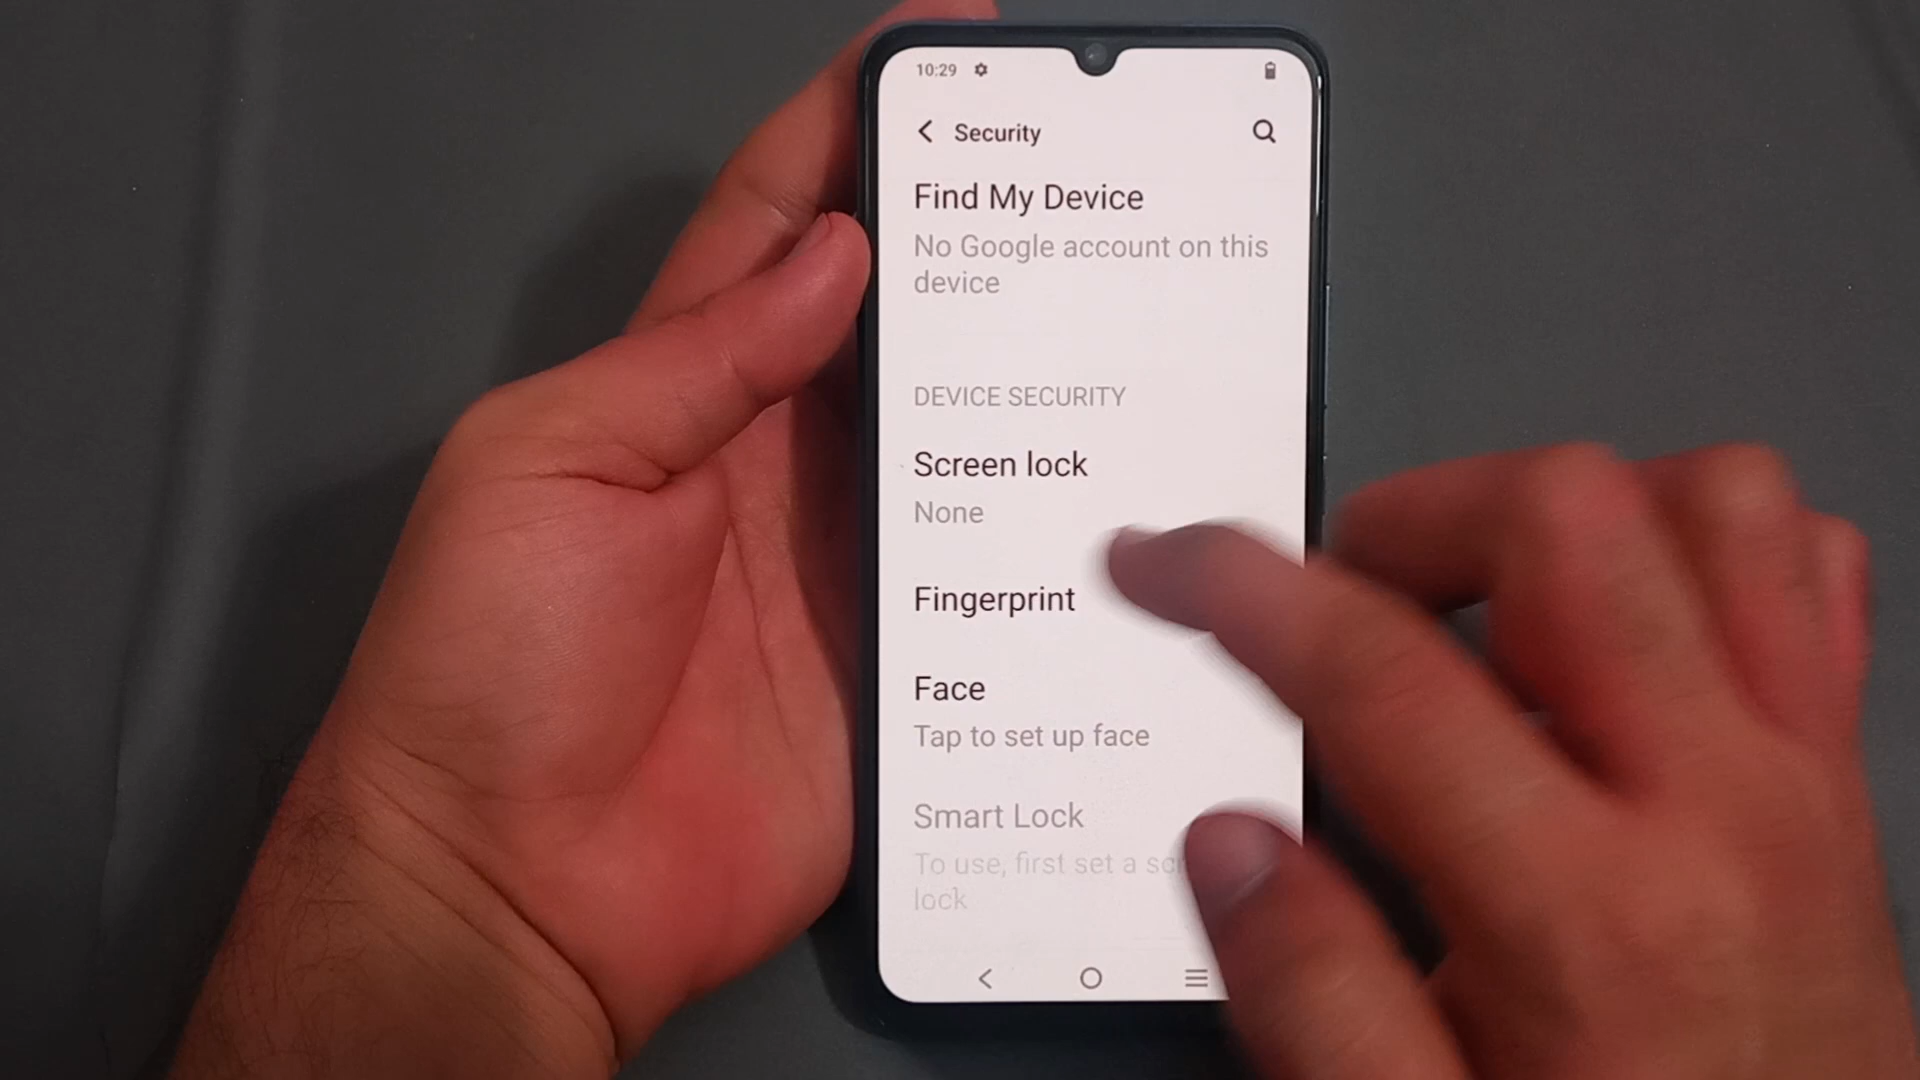 10:29
Security
Find My Device
No Google account on this
device
DEVICE SECURITY
Screen lock
None
Fingerprint
Face
Tap to set up face
Smart Lock
To use, first set a
lock